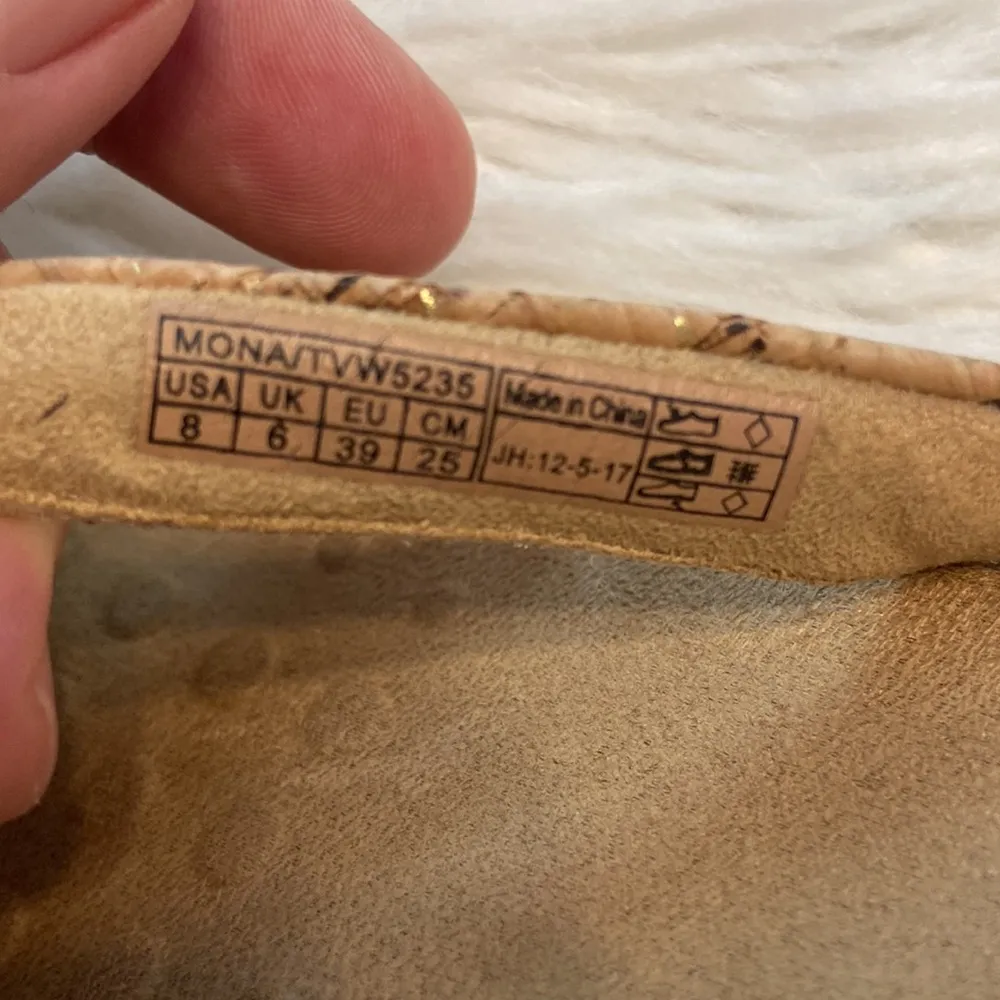 MONA/TVW5235
USA UK EU CM
8 6 39 25
Made in China
JH:12-5-17